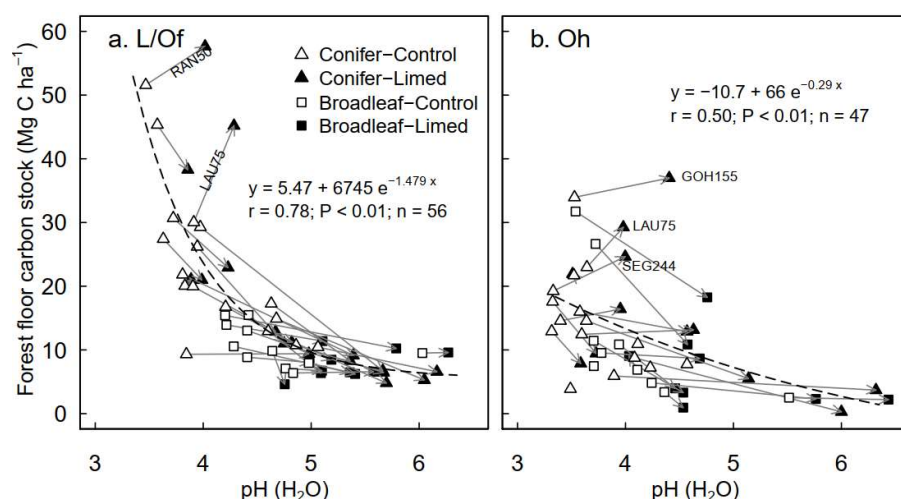 Forest floor carbon stock (Mg C ha⁻¹)
60
50
40
30
20
10
0
a. L/Of
Conifer−Control
Conifer−Limed
Broadleaf−Control
Broadleaf−Limed
RAN50
LAU75
y = 5.47 + 6745 e^−1.479 x
r = 0.78; P < 0.01; n = 56
3 4 5 6
pH (H₂O)
b. Oh
y = −10.7 + 66 e^−0.29 x
r = 0.50; P < 0.01; n = 47
GOH155
LAU75
SEG244
3 4 5 6
pH (H₂O)